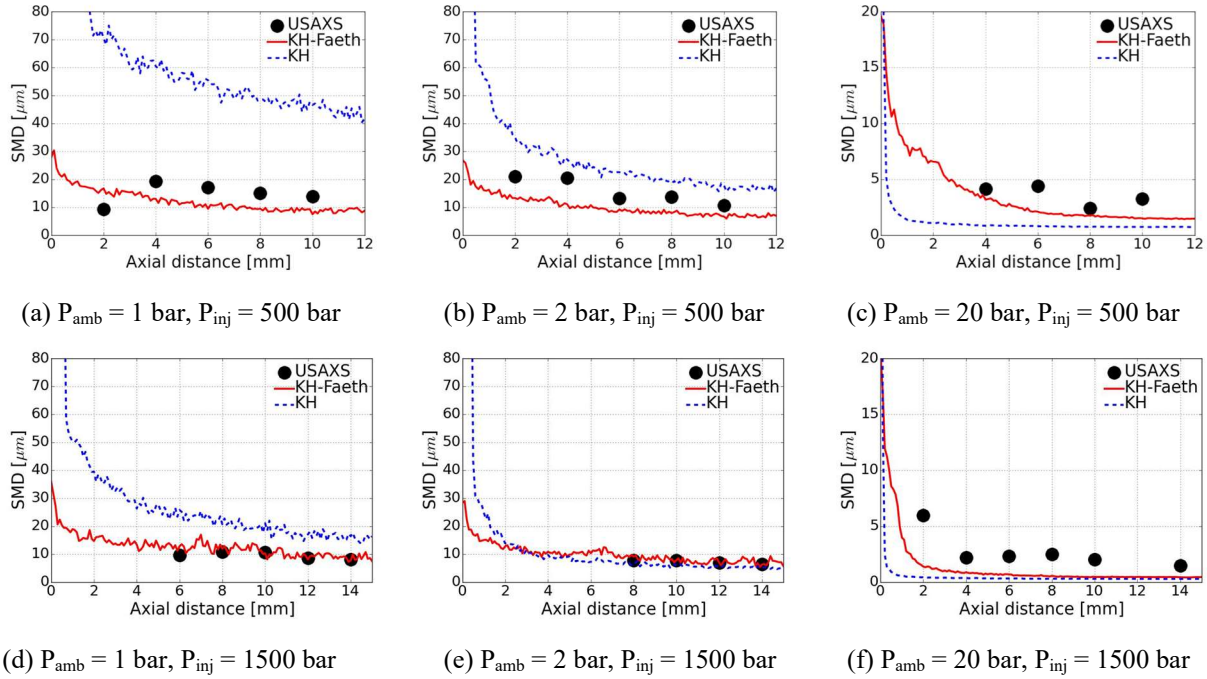 80
70
60
50
40
30
20
10
0
SMD [μm]
0 2 4 6 8 10 12
Axial distance [mm]
USAXS
KH-Faeth
KH
(a) Pamb = 1 bar, Pinj = 500 bar
80
70
60
50
40
30
20
10
0
SMD [μm]
0 2 4 6 8 10 12
Axial distance [mm]
USAXS
KH-Faeth
KH
(b) Pamb = 2 bar, Pinj = 500 bar
20
15
10
5
0
SMD [μm]
0 2 4 6 8 10 12
Axial distance [mm]
USAXS
KH-Faeth
KH
(c) Pamb = 20 bar, Pinj = 500 bar
80
70
60
50
40
30
20
10
0
SMD [μm]
0 2 4 6 8 10 12 14
Axial distance [mm]
USAXS
KH-Faeth
KH
(d) Pamb = 1 bar, Pinj = 1500 bar
80
70
60
50
40
30
20
10
0
SMD [μm]
0 2 4 6 8 10 12 14
Axial distance [mm]
USAXS
KH-Faeth
KH
(e) Pamb = 2 bar, Pinj = 1500 bar
20
15
10
5
0
SMD [μm]
0 2 4 6 8 10 12 14
Axial distance [mm]
USAXS
KH-Faeth
KH
(f) Pamb = 20 bar, Pinj = 1500 bar